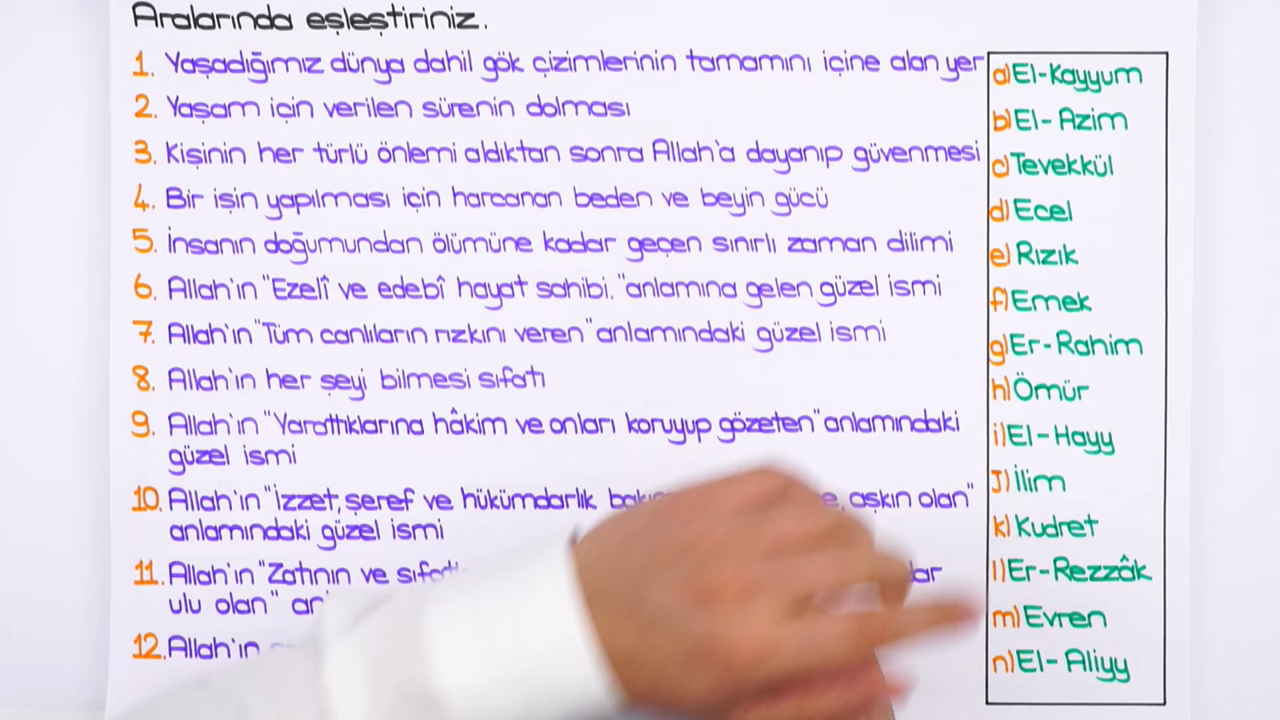 Aralarında eşleştiriniz.
1. Yaşadığımız dünya dahil gök çizimlerinin tamamını içine alan yer
2. Yaşam için verilen sürenin dolması
3. Kişinin her türlü önlemi aldıktan sonra Allah'a dayanıp güvenmesi
4. Bir işin yapılması için harcanan beden ve beyin gücü
5. İnsanın doğumundan ölümüne kadar geçen sınırlı zaman dilimi
6. Allah'ın "Ezelî ve edebî hayat sahibi." anlamına gelen güzel ismi
7. Allah'ın "Tüm canlıların rızkını veren" anlamındaki güzel ismi
8. Allah'ın her şeyi bilmesi sıfatı
9. Allah'ın "Yarattıklarına hâkim ve onları koruyup gözeten" anlamındaki
güzel ismi
10. Allah'ın "İzzet, şeref ve hükümdarlık aşkın olan"
anlamındaki güzel ismi
11. Allah'ın "Zatının ve
ulu olan"
12. Allah'ın
a) El-Kayyum
b) El-Azim
c) Tevekkül
d) Ecel
e) Rızık
f) Emek
g) Er-Rahim
h) Ömür
i) El-Hayy
J) İlim
k) Kudret
l) Er-Rezzâk
m) Evren
n) El-Aliyy